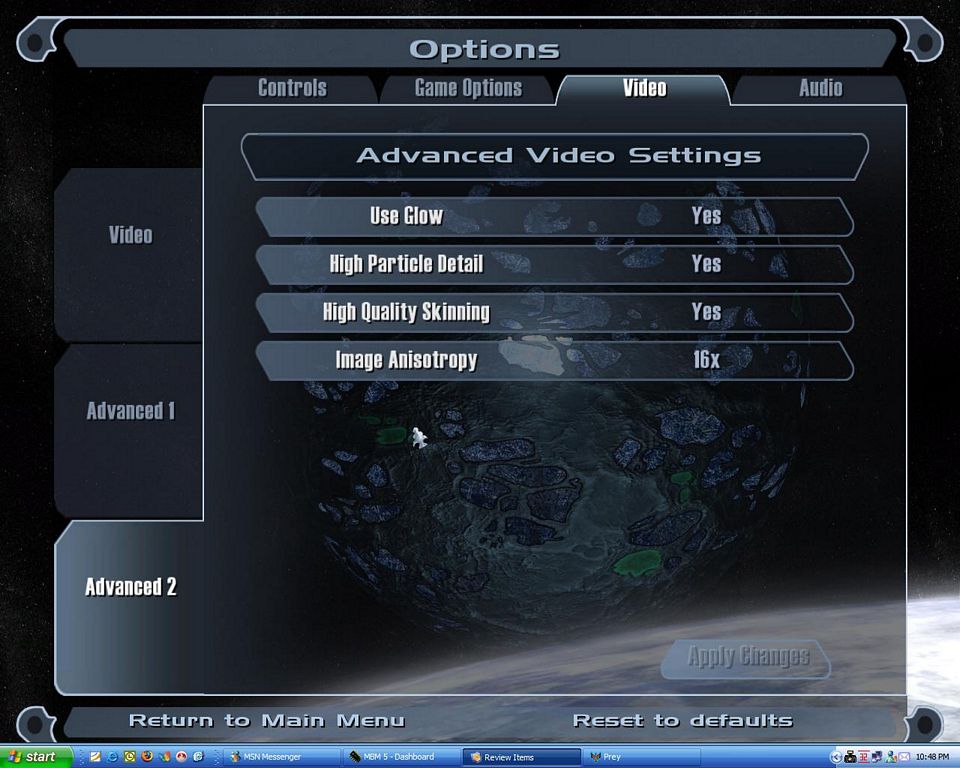 Options
Controls
Game Options
Video
Audio
Advanced Video Settings
Video
Advanced 1
Advanced 2
Use Glow Yes
High Particle Detail Yes
High Quality Skinning Yes
Image Anisotropy 16x
Apply Changes
Return to Main Menu
Reset to defaults
start
MSN Messenger
MBM 5 - Dashboard
Review Items
Prey
10:48 PM